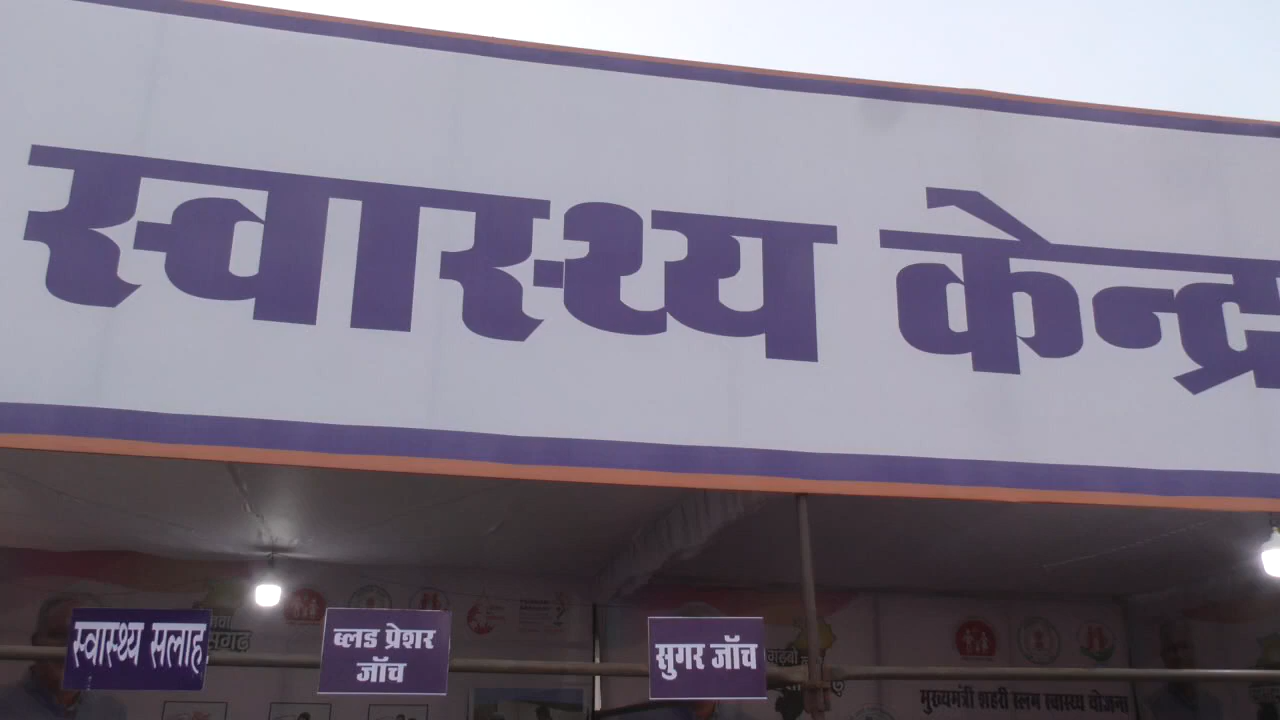 स्वास्थ्य केन्द्र
स्वास्थ्य सलाह
ब्लड प्रेशर
जॉच
सुगर जॉच
मुख्यमंत्री शहरी स्लम स्वास्थ्य योजना